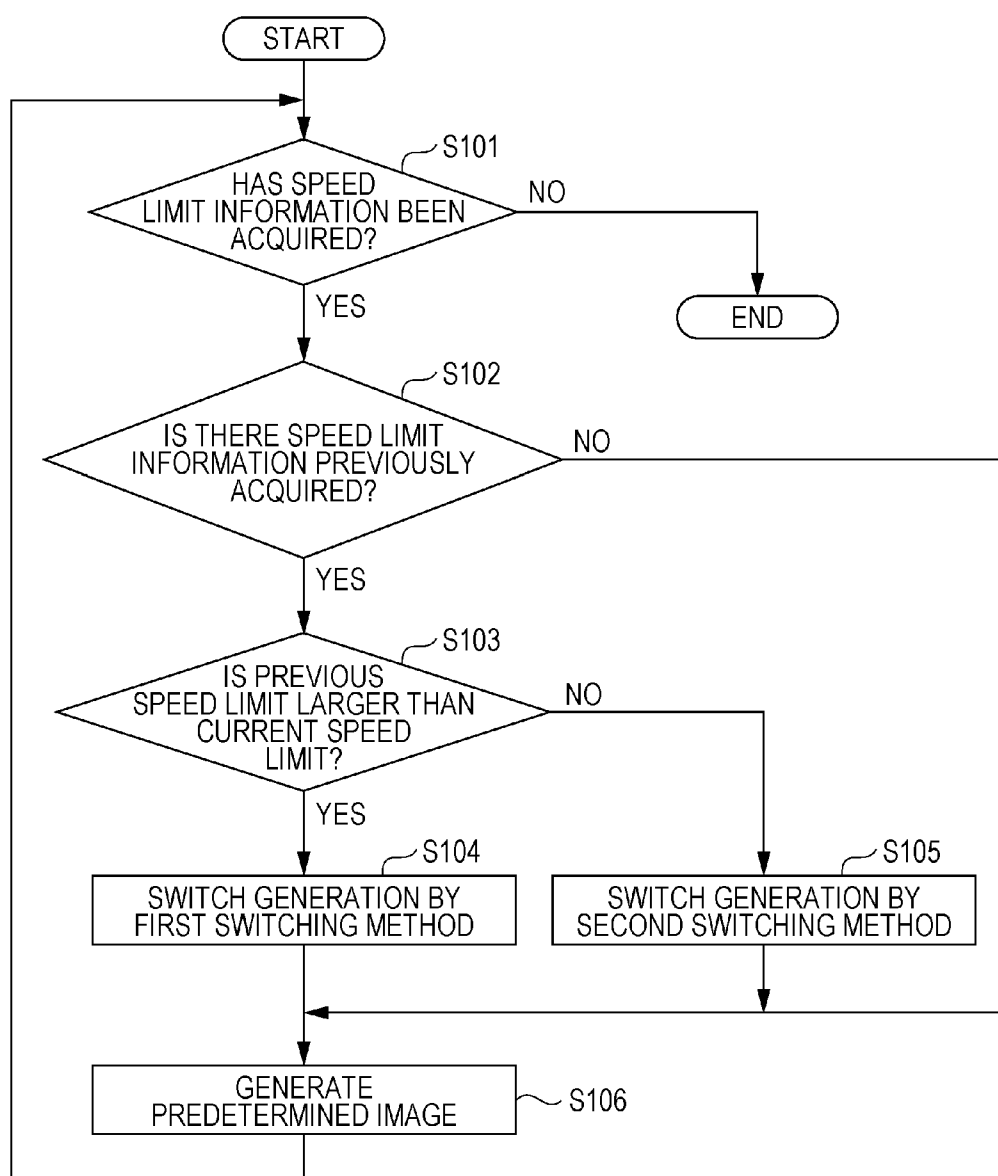 START
S101
HAS SPEED
LIMIT INFORMATION BEEN
ACQUIRED?
NO
YES
END
S102
IS THERE SPEED LIMIT
INFORMATION PREVIOUSLY
ACQUIRED?
NO
YES
S103
IS PREVIOUS
SPEED LIMIT LARGER THAN
CURRENT SPEED
LIMIT?
NO
YES
S104
SWITCH GENERATION BY
FIRST SWITCHING METHOD
S105
SWITCH GENERATION BY
SECOND SWITCHING METHOD
GENERATE
PREDETERMINED IMAGE
S106